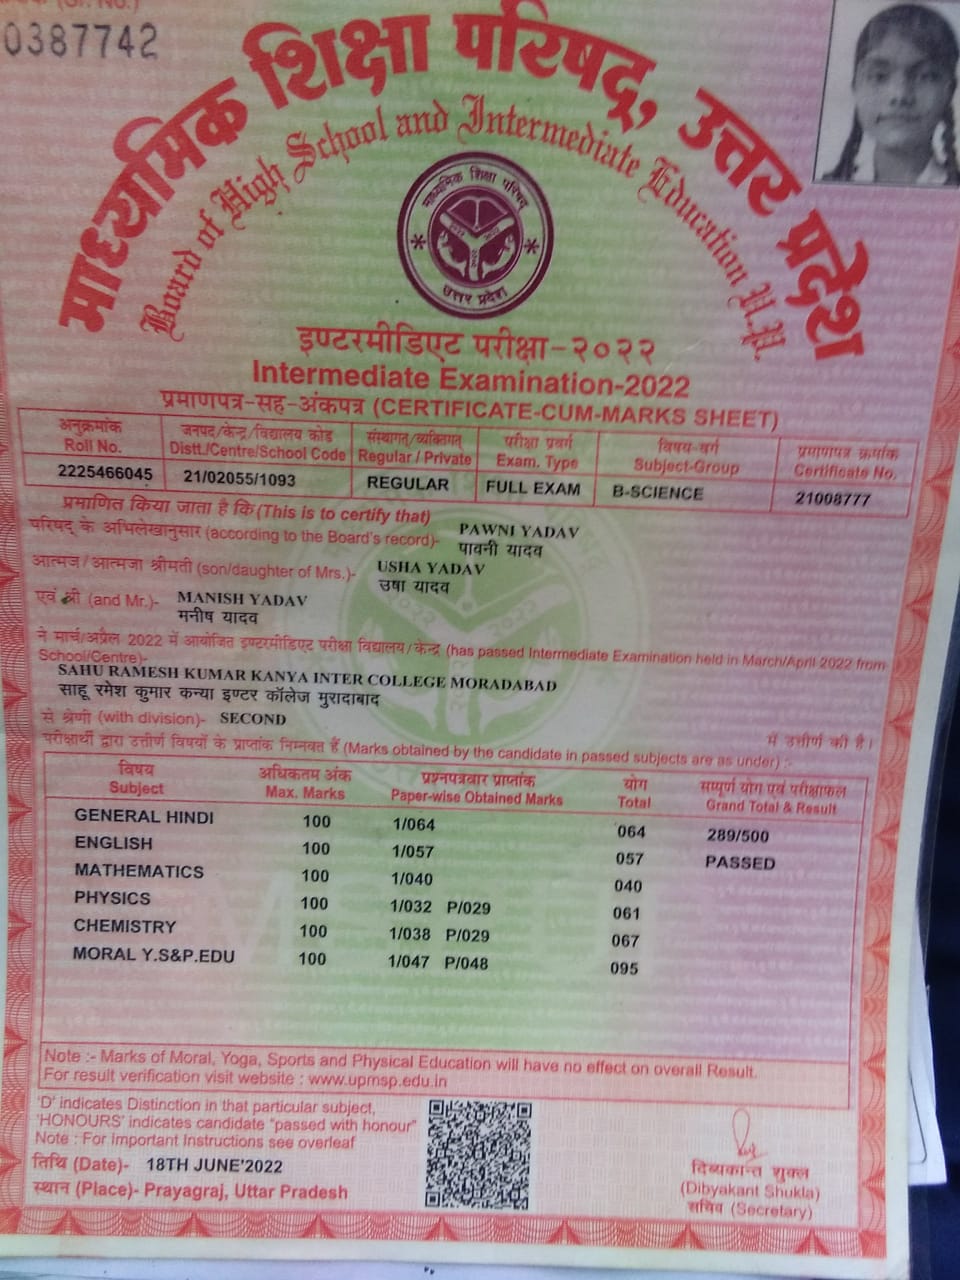 0387742
माध्यमिक शिक्षा परिषद्, उत्तर प्रदेश
Board of High School and Intermediate Education U.P.
माध्यमिक शिक्षा परिषद्
उत्तर प्रदेश
इण्टरमीडिएट परीक्षा-२०२२
Intermediate Examination-2022
प्रमाणपत्र-सह-अंकपत्र (CERTIFICATE-CUM-MARKS SHEET)
अनुक्रमांक जनपद/केन्द्र/विद्यालय कोड संस्थागत/व्यक्तिगत परीक्षा प्रवर्ग विषय-वर्ग प्रमाणपत्र क्रमांक
Roll No. Distt./Centre/School Code Regular / Private Exam. Type Subject-Group Certificate No.
2225466045 21/02055/1093 REGULAR FULL EXAM B-SCIENCE 21008777
प्रमाणित किया जाता है कि (This is to certify that)
परिषद् के अभिलेखानुसार (according to the Board's record)- PAWNI YADAV
पावनी यादव
आत्मज/आत्मजा श्रीमती (son/daughter of Mrs.)- USHA YADAV
उषा यादव
एवं श्री (and Mr.)- MANISH YADAV
मनीष यादव
ने मार्च/अप्रैल 2022 में आयोजित इण्टरमीडिएट परीक्षा विद्यालय/केन्द्र (has passed Intermediate Examination held in March/April 2022 from
School/Centre)-
SAHU RAMESH KUMAR KANYA INTER COLLEGE MORADABAD
साहू रमेश कुमार कन्या इण्टर कॉलेज मुरादाबाद
से श्रेणी (with division)- SECOND में उत्तीर्ण की है।
परीक्षार्थी द्वारा उत्तीर्ण विषयों के प्राप्तांक निम्नवत हैं (Marks obtained by the candidate in passed subjects are as under) :-
विषय अधिकतम अंक प्रश्नपत्रवार प्राप्तांक योग सम्पूर्ण योग एवं परीक्षाफल
Subject Max. Marks Paper-wise Obtained Marks Total Grand Total & Result
GENERAL HINDI 100 1/064 064 289/500
ENGLISH 100 1/057 057 PASSED
MATHEMATICS 100 1/040 040
PHYSICS 100 1/032 P/029 061
CHEMISTRY 100 1/038 P/029 067
MORAL Y.S&P.EDU 100 1/047 P/048 095
Note :- Marks of Moral, Yoga, Sports and Physical Education will have no effect on overall Result.
For result verification visit website : www.upmsp.edu.in
'D' indicates Distinction in that particular subject,
'HONOURS' indicates candidate "passed with honour"
Note : For Important Instructions see overleaf
तिथि (Date)- 18TH JUNE'2022
स्थान (Place)- Prayagraj, Uttar Pradesh
दिव्यकान्त शुक्ल
(Dibyakant Shukla)
सचिव (Secretary)